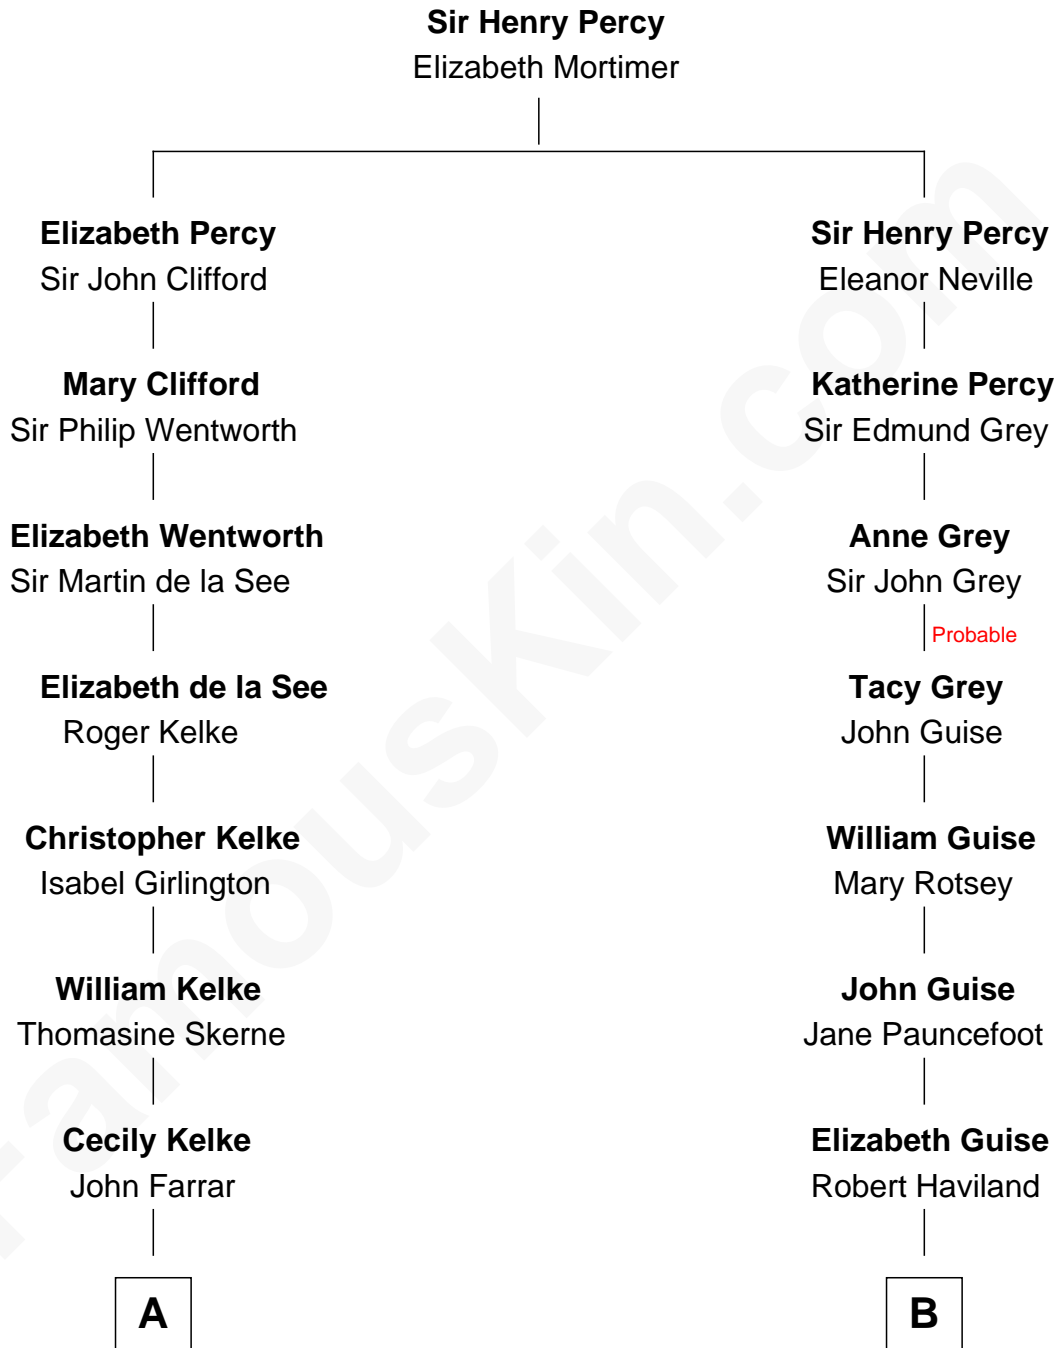 Sir Henry Percy
Elizabeth Mortimer
Elizabeth Percy
Sir John Clifford
Sir Henry Percy
Eleanor Neville
Mary Clifford
Sir Philip Wentworth
Katherine Percy
Sir Edmund Grey
Elizabeth Wentworth
Sir Martin de la See
Anne Grey
Sir John Grey
Probable
Elizabeth de la See
Roger Kelke
Tacy Grey
John Guise
Christopher Kelke
Isabel Girlington
William Guise
Mary Rotsey
William Kelke
Thomasine Skerne
John Guise
Jane Pauncefoot
Cecily Kelke
John Farrar
Elizabeth Guise
Robert Haviland
A
B
FamousKin.com